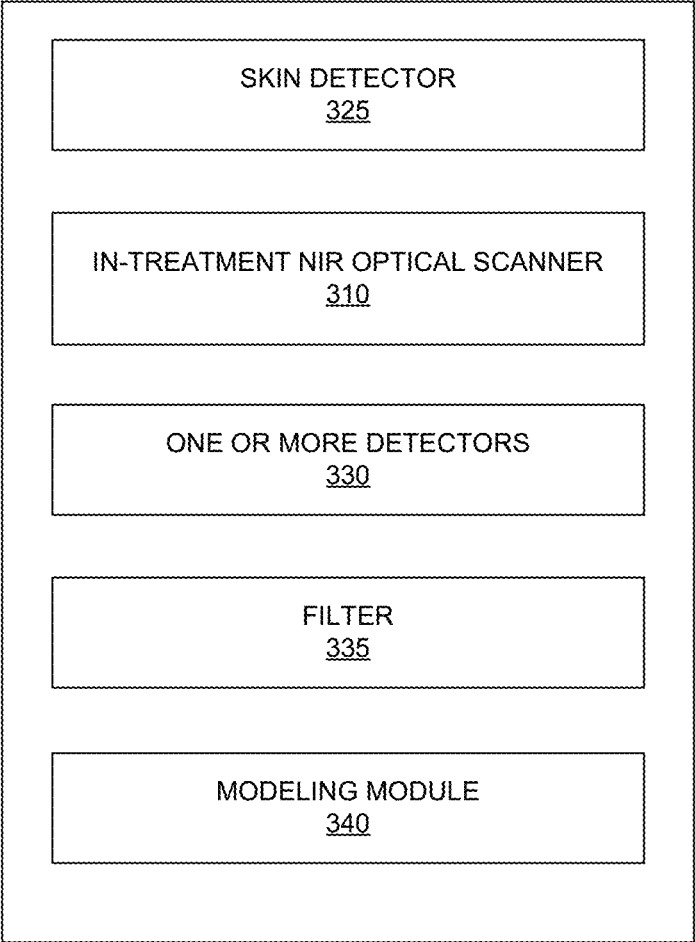 SKIN DETECTOR
325
IN-TREATMENT NIR OPTICAL SCANNER
310
ONE OR MORE DETECTORS
330
FILTER
335
MODELING MODULE
340